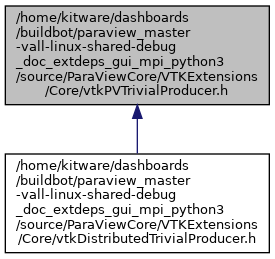 /home/kitware/dashboards
/buildbot/paraview_master
-vall-linux-shared-debug
_doc_extdeps_gui_mpi_python3
/source/ParaViewCore/VTKExtensions
/Core/vtkPVTrivialProducer.h
/home/kitware/dashboards
/buildbot/paraview_master
-vall-linux-shared-debug
_doc_extdeps_gui_mpi_python3
/source/ParaViewCore/VTKExtensions
/Core/vtkDistributedTrivialProducer.h